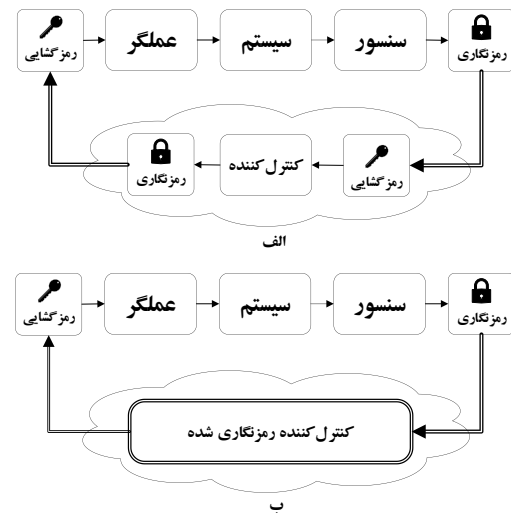 رمزگشایی
عملگر
سیستم
سنسور
رمزنگاری
رمزنگاری
کنترل‌کننده
رمزگشایی
الف
رمزگشایی
عملگر
سیستم
سنسور
رمزنگاری
کنترل‌کننده رمزنگاری شده
ب